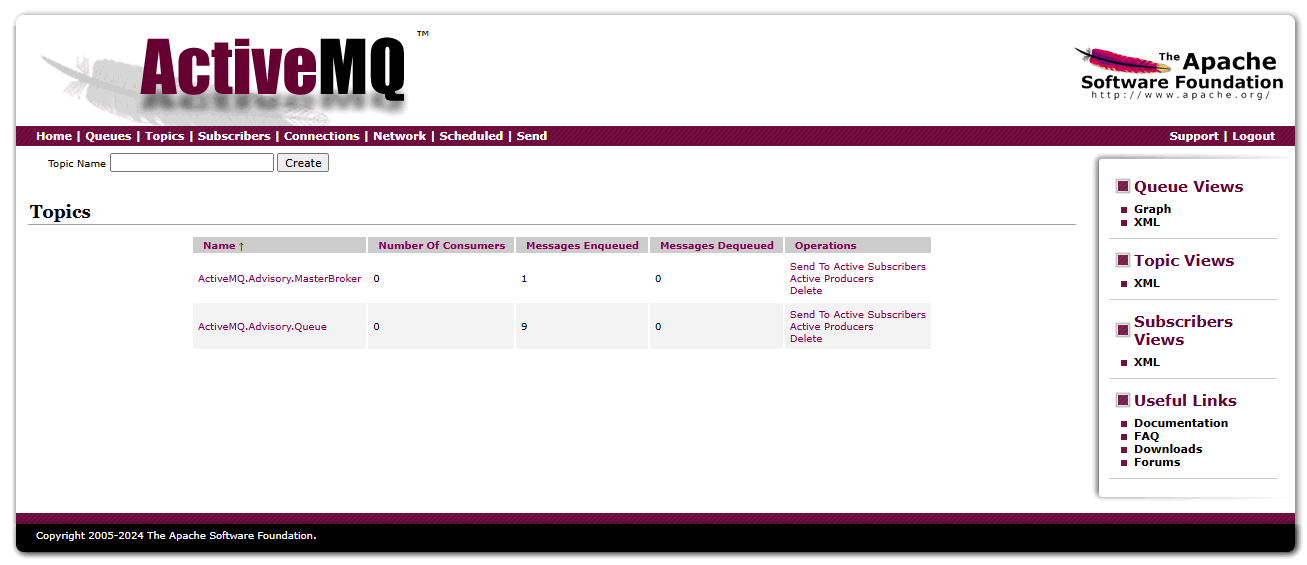 ActiveMQ ™
The Apache
Software Foundation
http://www.apache.org/
Home | Queues | Topics | Subscribers | Connections | Network | Scheduled | Send
Support | Logout
Topic Name Create
Topics
Name ↑ Number Of Consumers Messages Enqueued Messages Dequeued Operations
ActiveMQ.Advisory.MasterBroker 0 1 0 Send To Active Subscribers
Active Producers
Delete
ActiveMQ.Advisory.Queue 0 9 0 Send To Active Subscribers
Active Producers
Delete
Queue Views
Graph
XML
Topic Views
XML
Subscribers
Views
XML
Useful Links
Documentation
FAQ
Downloads
Forums
Copyright 2005-2024 The Apache Software Foundation.